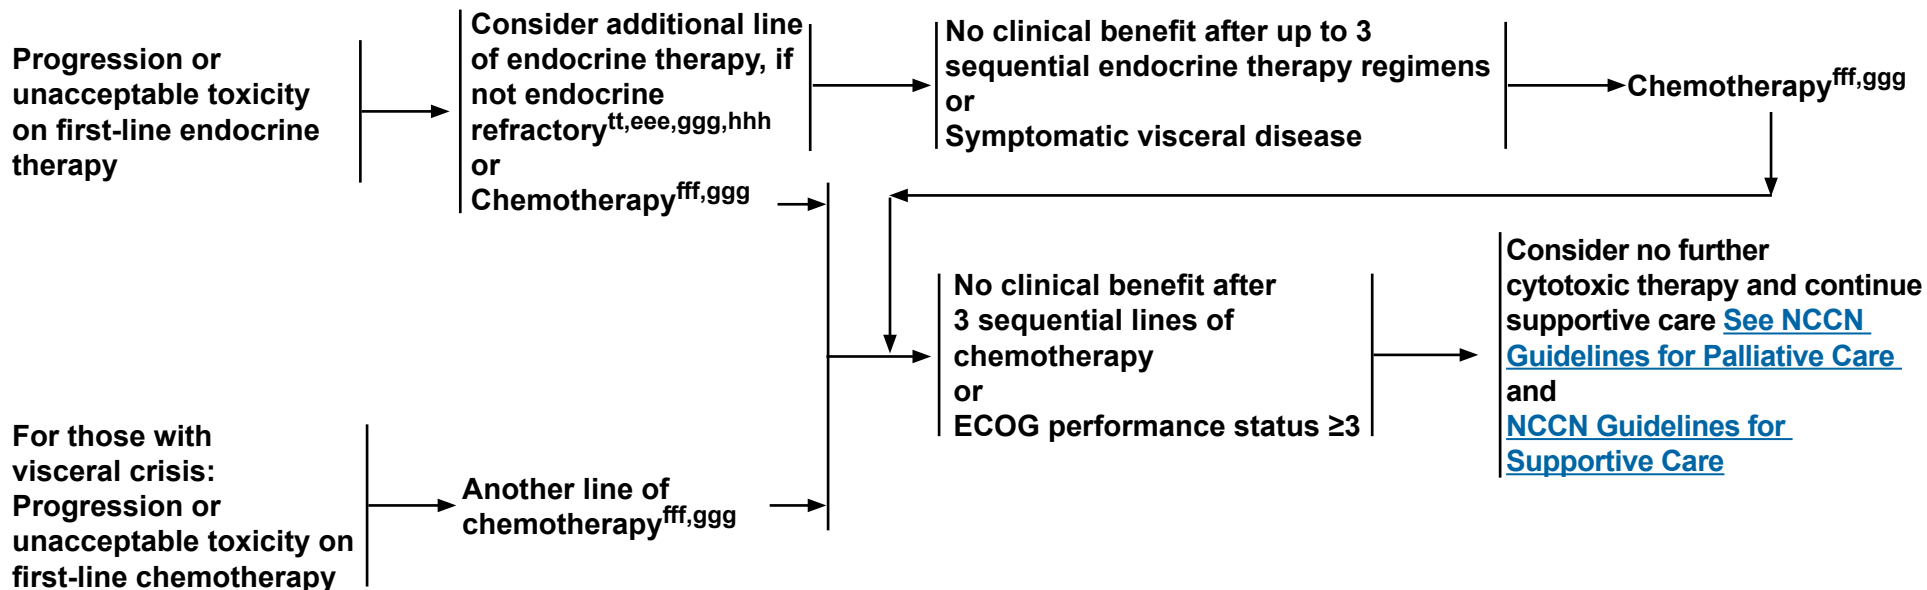 Progression or
unacceptable toxicity
on first-line endocrine
therapy
Consider additional line
of endocrine therapy, if
not endocrine
refractorytt,eee,ggg,hhh
or
Chemotherapyfff,ggg
No clinical benefit after up to 3
sequential endocrine therapy regimens
or
Symptomatic visceral disease
Chemotherapyfff,ggg
For those with
visceral crisis:
Progression or
unacceptable toxicity on
first-line chemotherapy
Another line of
chemotherapyfff,ggg
No clinical benefit after
3 sequential lines of
chemotherapy
or
ECOG performance status ≥3
Consider no further
cytotoxic therapy and continue
supportive care See NCCN
Guidelines for Palliative Care
and
NCCN Guidelines for
Supportive Care